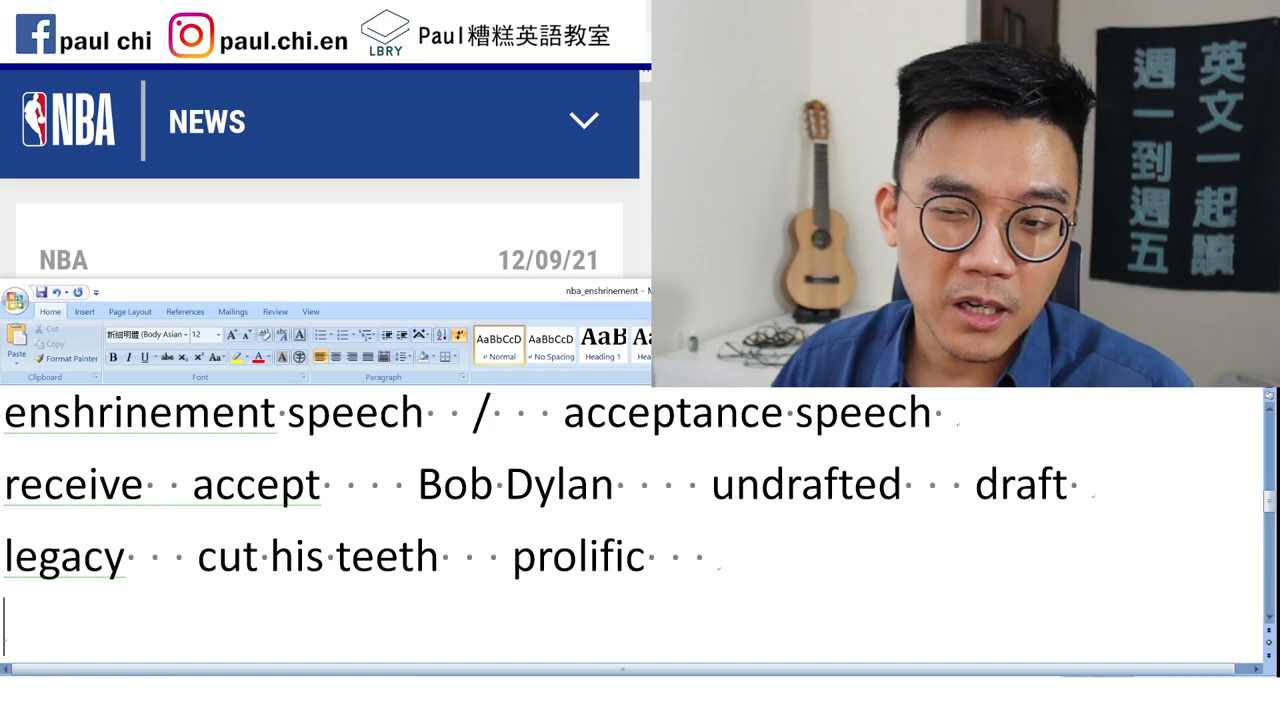 paul chi paul.chi.en LBRY Paul糟糕英語教室
NBA NEWS
NBA 12/09/21
nba_enshrinement - M
Home Insert Page Layout References Mailings Review View
Cut
Copy
Format Painter
Paste
新細明體 (Body Asian 12
AaBbCcD AaBbCcD AaBb
Normal No Spacing Heading 1
Clipboard Font Paragraph
enshrinement speech / acceptance speech
receive accept Bob Dylan undrafted draft
legacy cut his teeth prolific
英文一起讀
週一到週五